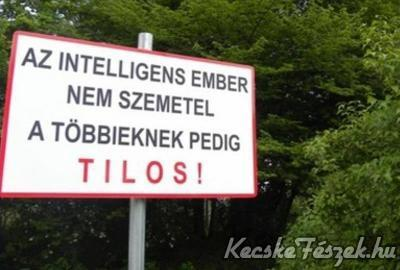 AZ INTELLIGENS EMBER
NEM SZEMETEL
A TÖBBIEKNEK PEDIG
TILOS!
KecskeFészek.hu